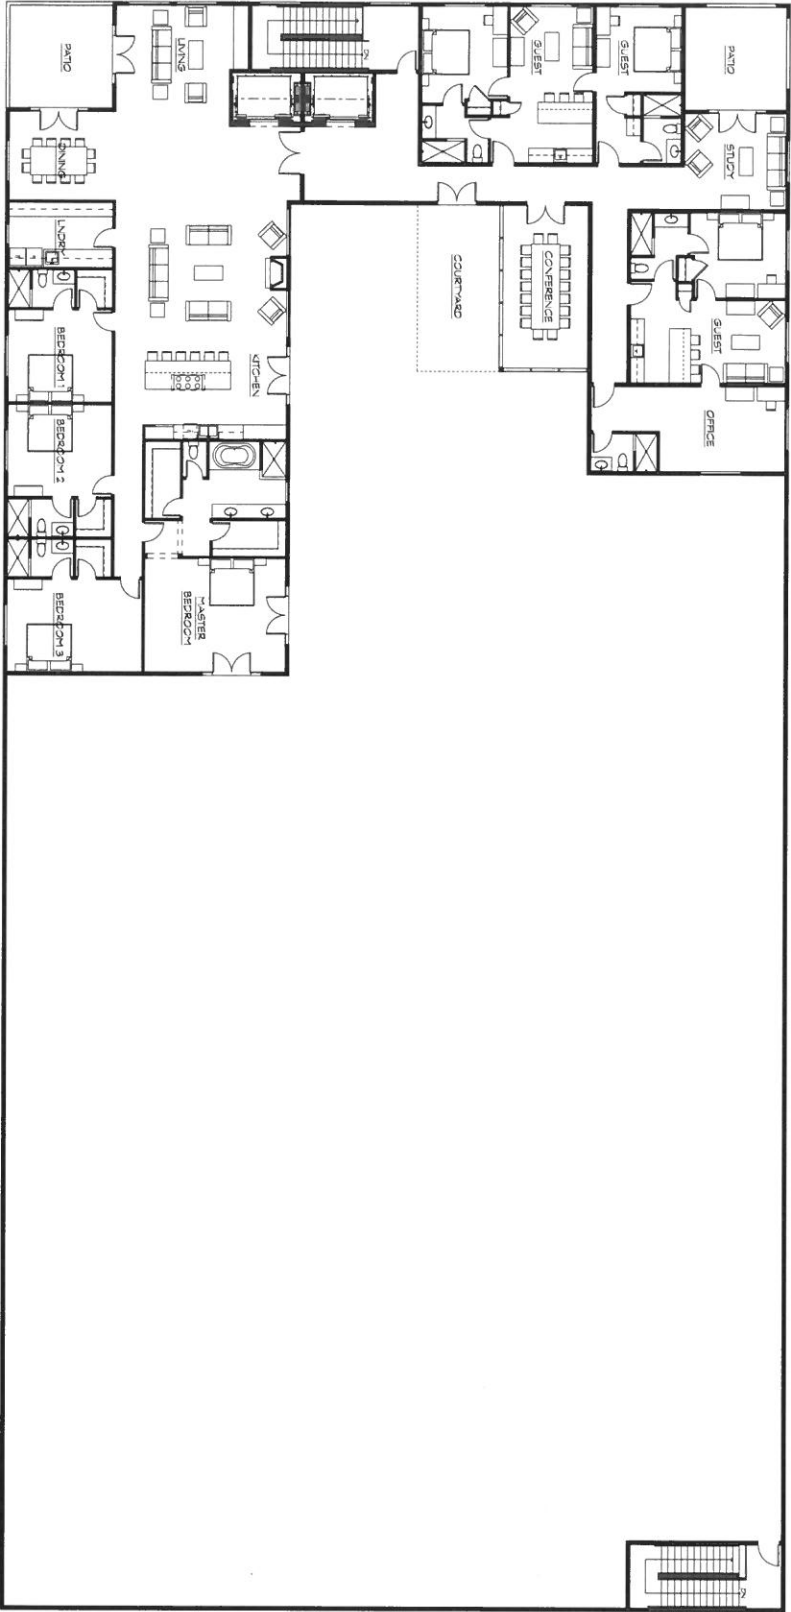 PATIO
LIVING
DN
GUEST
GUEST
PATIO
DINING
STUDY
LNDRY
COURTYARD
CONFERENCE
GUEST
BEDROOM 1
KITCHEN
BEDROOM 2
OFFICE
BEDROOM 3
MASTER
BEDROOM